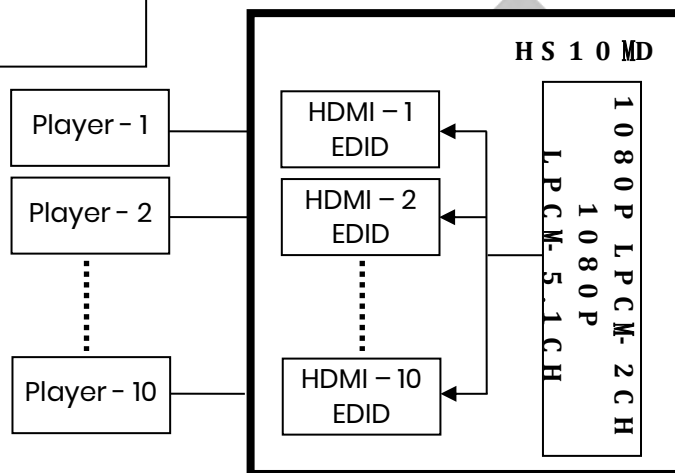 HS10MD
Player - 1
HDMI – 1
EDID
Player - 2
HDMI – 2
EDID
Player - 10
HDMI – 10
EDID
1080P LPCM- 2CH
1080P
LPCM- 5.1CH